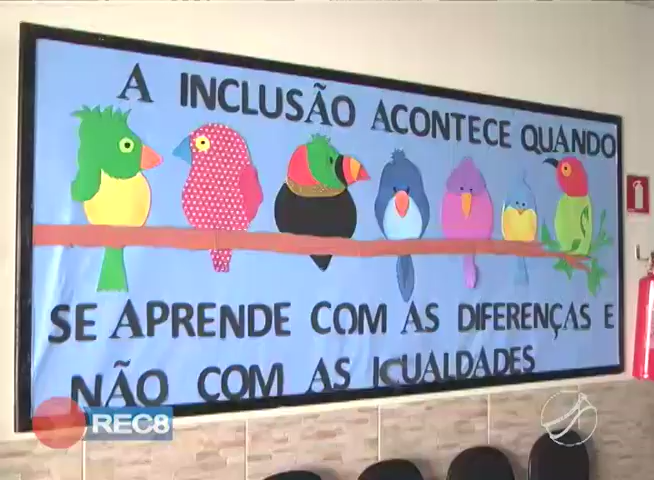 A INCLUSÃO ACONTECE QUANDO
SE APRENDE COM AS DIFERENÇAS E
NÃO COM AS IGUALDADES
REC8